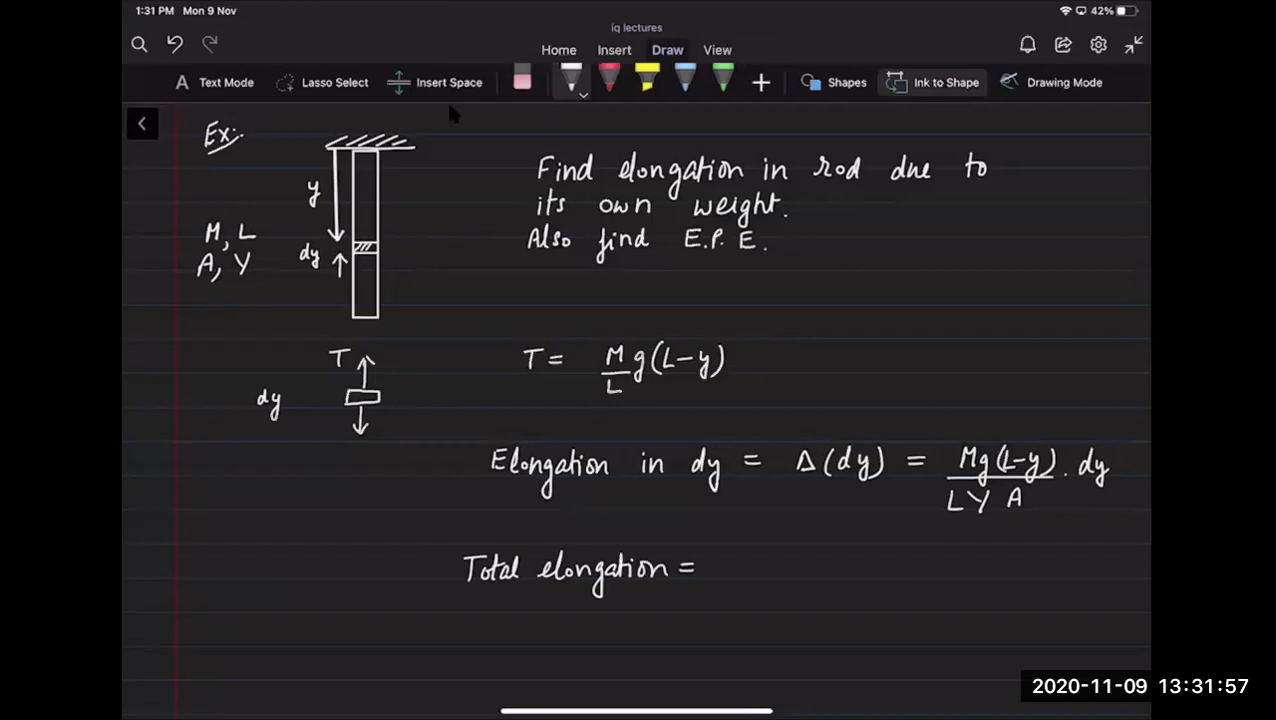 1:31 PM Mon 9 Nov
42%
iq lectures
Home Insert Draw View
Text Mode Lasso Select Insert Space Shapes Ink to Shape Drawing Mode
Ex:
Find elongation in rod due to
its own weight.
Also find E.P.E.
y
M, L
A, Y
dy
T
dy
T = M/L g(L-y)
Elongation in dy = Δ(dy) = Mg(L-y)/LYA . dy
Total elongation =
2020-11-09 13:31:57